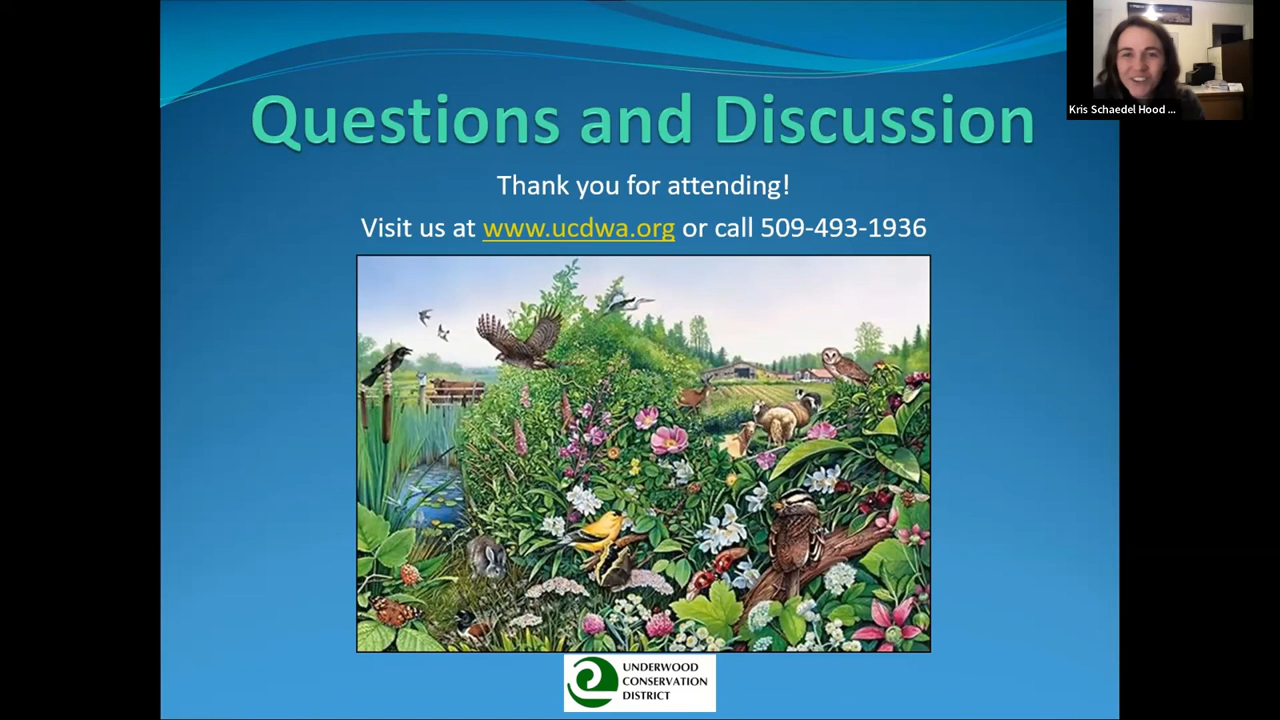 Questions and Discussion
Kris Schaedel Hood ...
Thank you for attending!
Visit us at www.ucdwa.org or call 509-493-1936
UNDERWOOD
CONSERVATION
DISTRICT